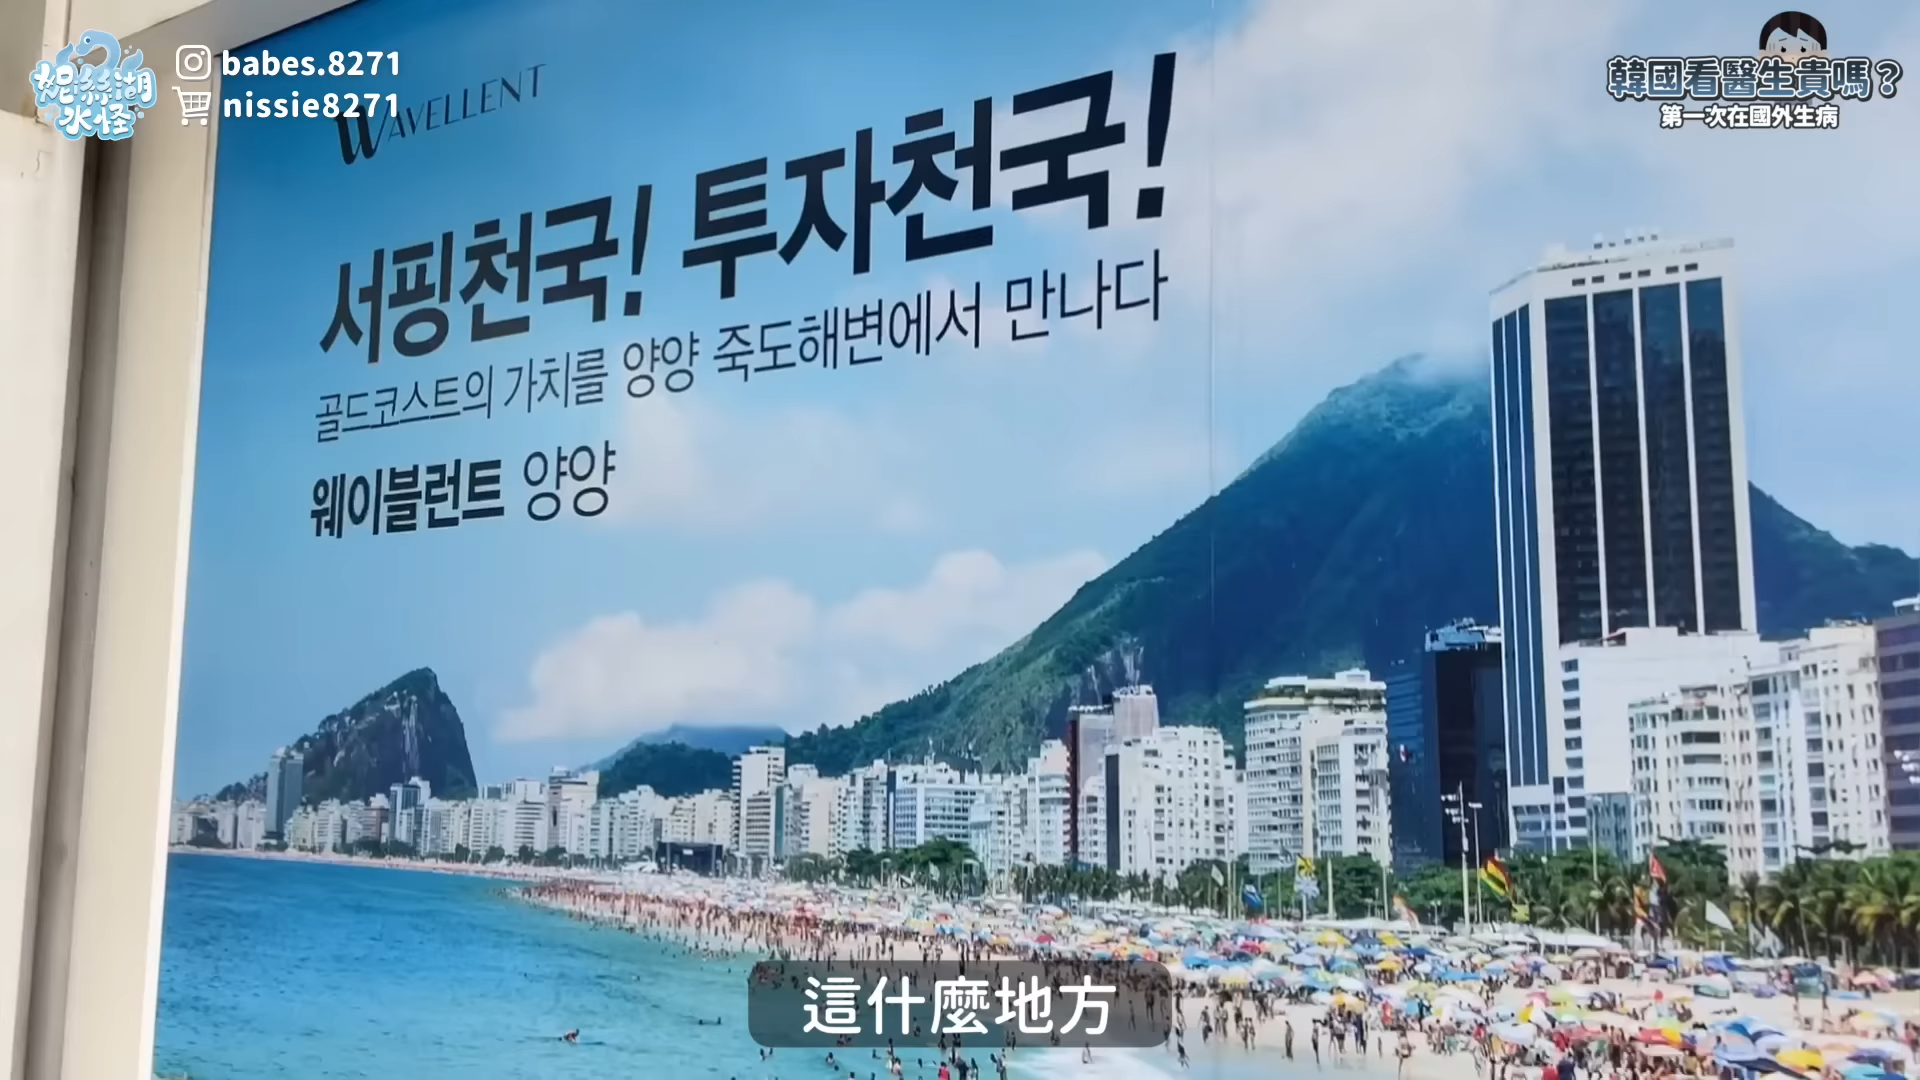 妮絲湖水怪
babes.8271
nissie8271
韓國看醫生貴嗎？
第一次在國外生病
WAVELLENT
서핑천국! 투자천국!
골드코스트의 가치를 양양 죽도해변에서 만나다
웨이블런트 양양
這什麼地方